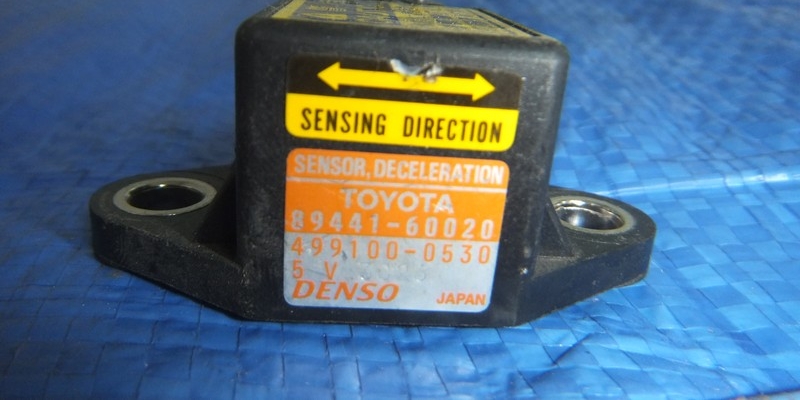 SENSING DIRECTION
SENSOR, DECELERATION
TOYOTA
89441-60020
499100-0530
5 V
DENSO JAPAN